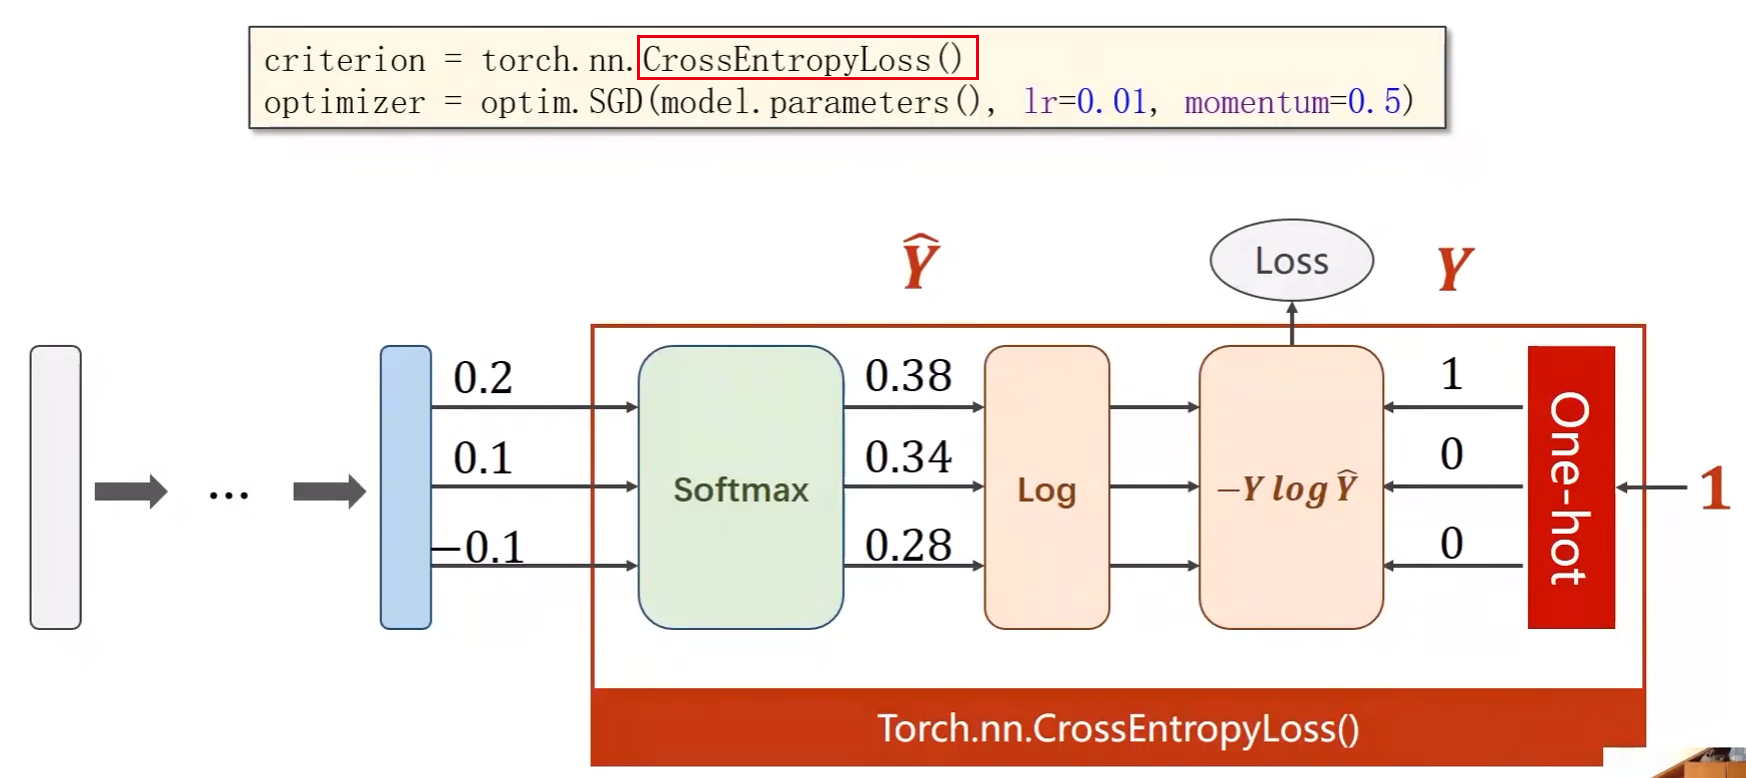 criterion = torch.nn.CrossEntropyLoss()
optimizer = optim.SGD(model.parameters(), lr=0.01, momentum=0.5)
Ŷ
Loss
Y
0.2
0.38
1
0.1
0.34
0
−0.1
0.28
0
...
Softmax
Log
−Y log Ŷ
One-hot
1
Torch.nn.CrossEntropyLoss()